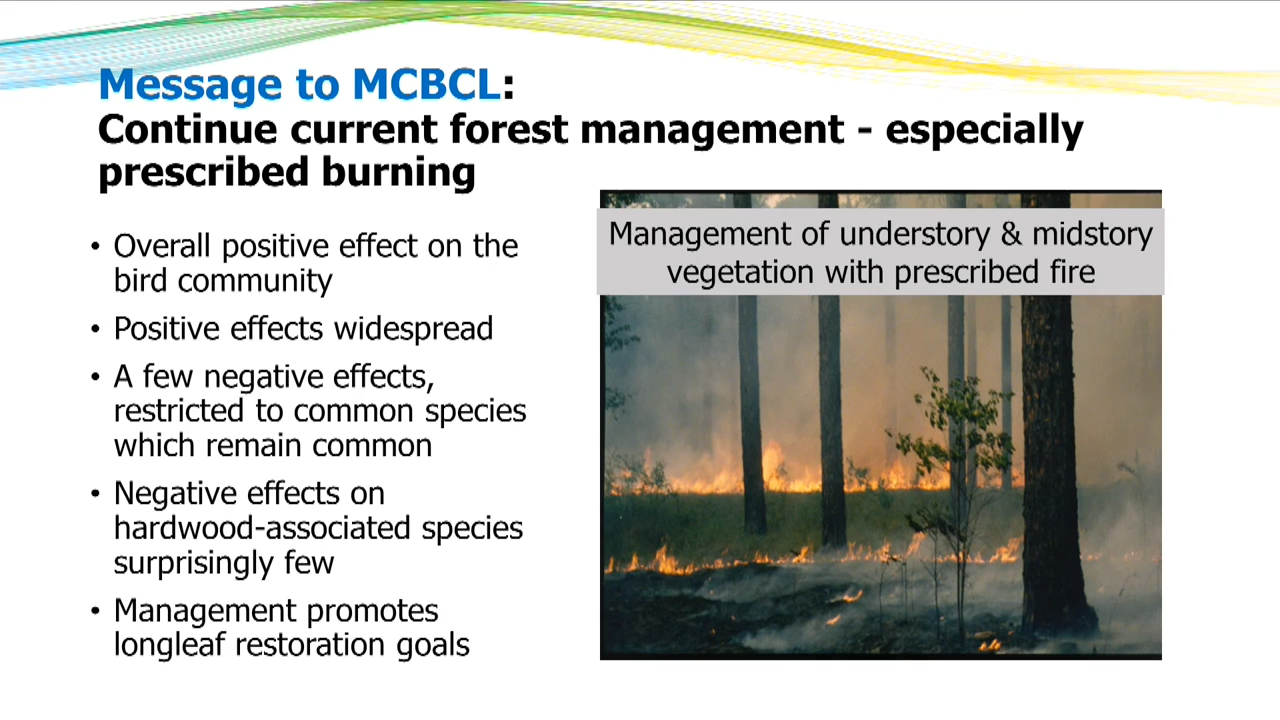 Message to MCBCL:
Continue current forest management - especially
prescribed burning
Management of understory & midstory
vegetation with prescribed fire
• Overall positive effect on the
bird community
• Positive effects widespread
• A few negative effects,
restricted to common species
which remain common
• Negative effects on
hardwood-associated species
surprisingly few
• Management promotes
longleaf restoration goals